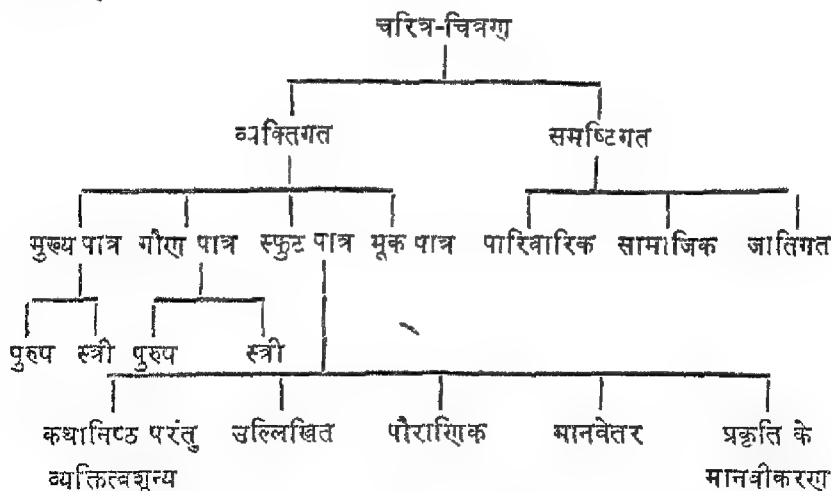 चरित्र-चित्रण
व्यक्तिगत समष्टिगत
मुख्य पात्र गौण पात्र स्फुट पात्र मूक पात्र पारिवारिक सामाजिक जातिगत
पुरुष स्त्री पुरुष स्त्री
कथानिष्ठ परंतु उल्लिखित पौराणिक मानवेतर प्रकृति के
व्यक्तित्वशून्य मानवीकरण